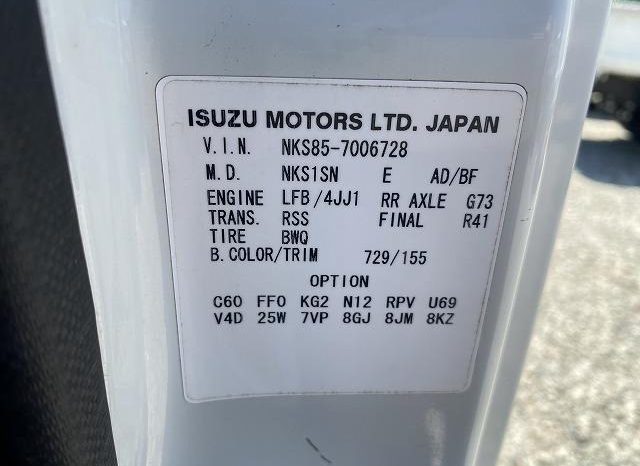 ISUZU MOTORS LTD. JAPAN
V.I.N. NKS85-7006728
M.D. NKS1SN E AD/BF
ENGINE LFB/4JJ1 RR AXLE G73
TRANS. RSS FINAL R41
TIRE BWQ
B.COLOR/TRIM 729/155
OPTION
C60 FF0 KG2 N12 RPV U69
V4D 25W 7VP 8GJ 8JM 8KZ